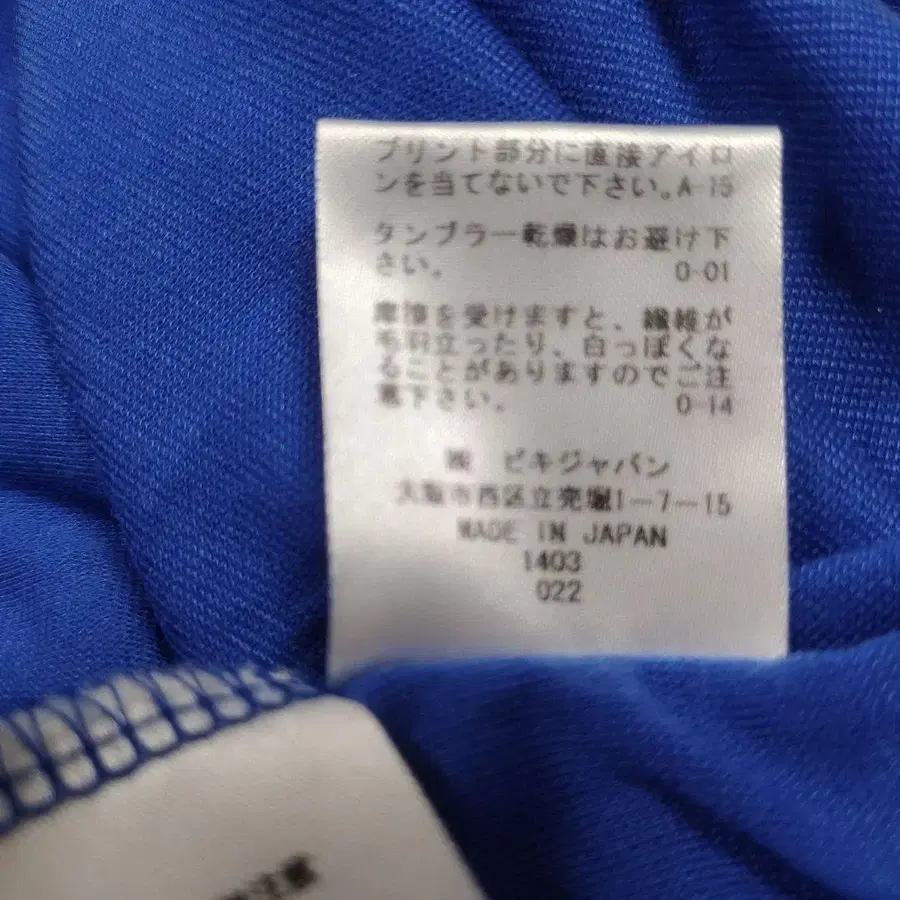 プリント部分に直接アイロ
ンを当てないで下さい。A-15
タンブラー乾燥はお避け下
さい。 0-01
摩擦を受けますと、繊維が
毛羽立ったり、白っぽくな
ることがありますのでご注
意下さい。 0-14
㈱ ビキジャパン
大阪市西区立売堀1-7-15
MADE IN JAPAN
1403
022